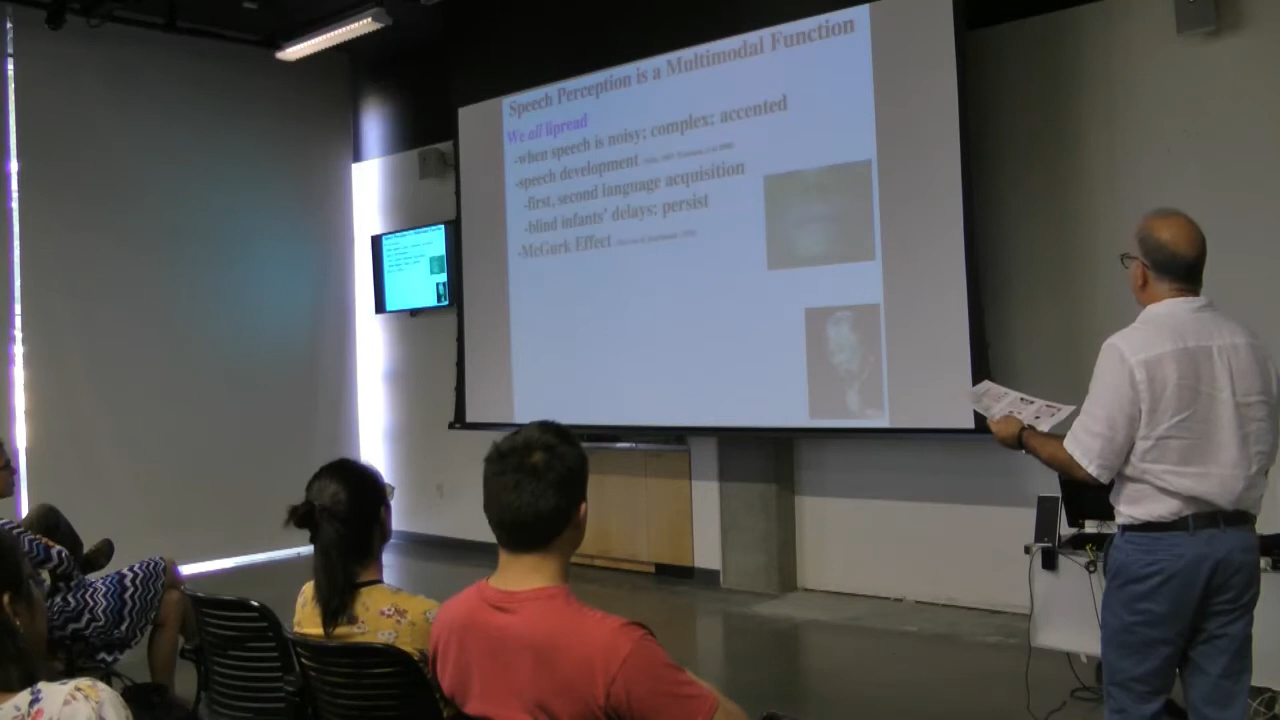 Speech Perception is a Multimodal Function
We all lipread
-when speech is noisy; complex; accented
-speech development
-first, second language acquisition
-blind infants' delays; persist
-McGurk Effect